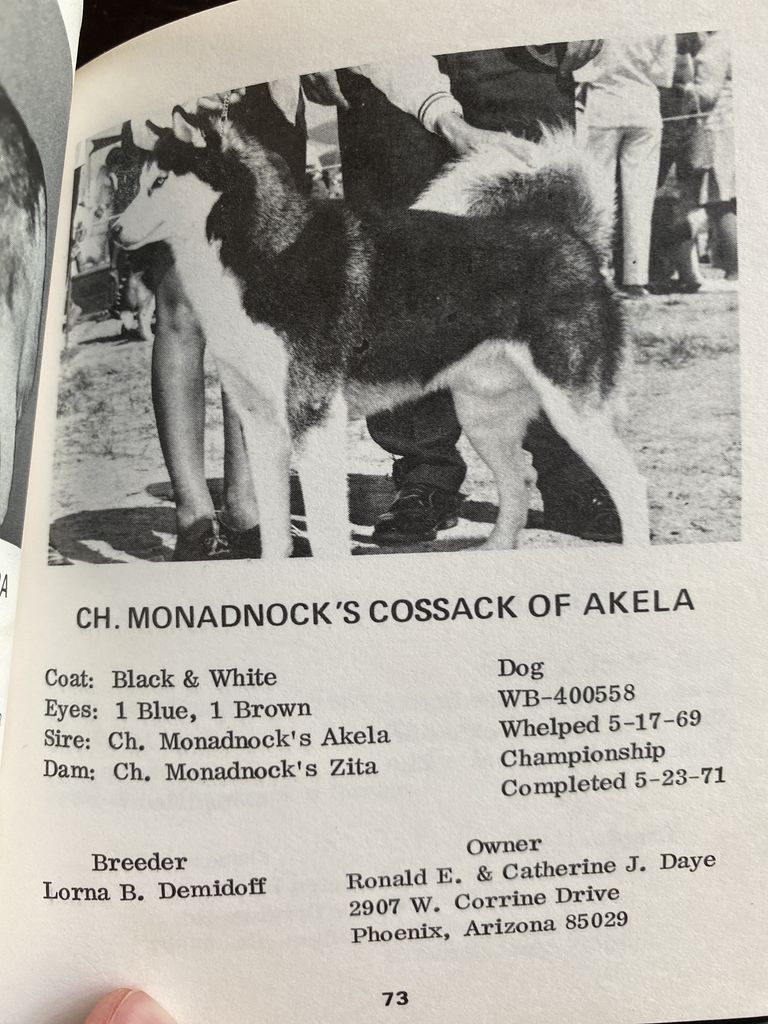 CH. MONADNOCK'S COSSACK OF AKELA
Coat: Black & White
Eyes: 1 Blue, 1 Brown
Sire: Ch. Monadnock's Akela
Dam: Ch. Monadnock's Zita
Dog
WB-400558
Whelped 5-17-69
Championship
Completed 5-23-71
Breeder
Lorna B. Demidoff
Owner
Ronald E. & Catherine J. Daye
2907 W. Corrine Drive
Phoenix, Arizona 85029
73